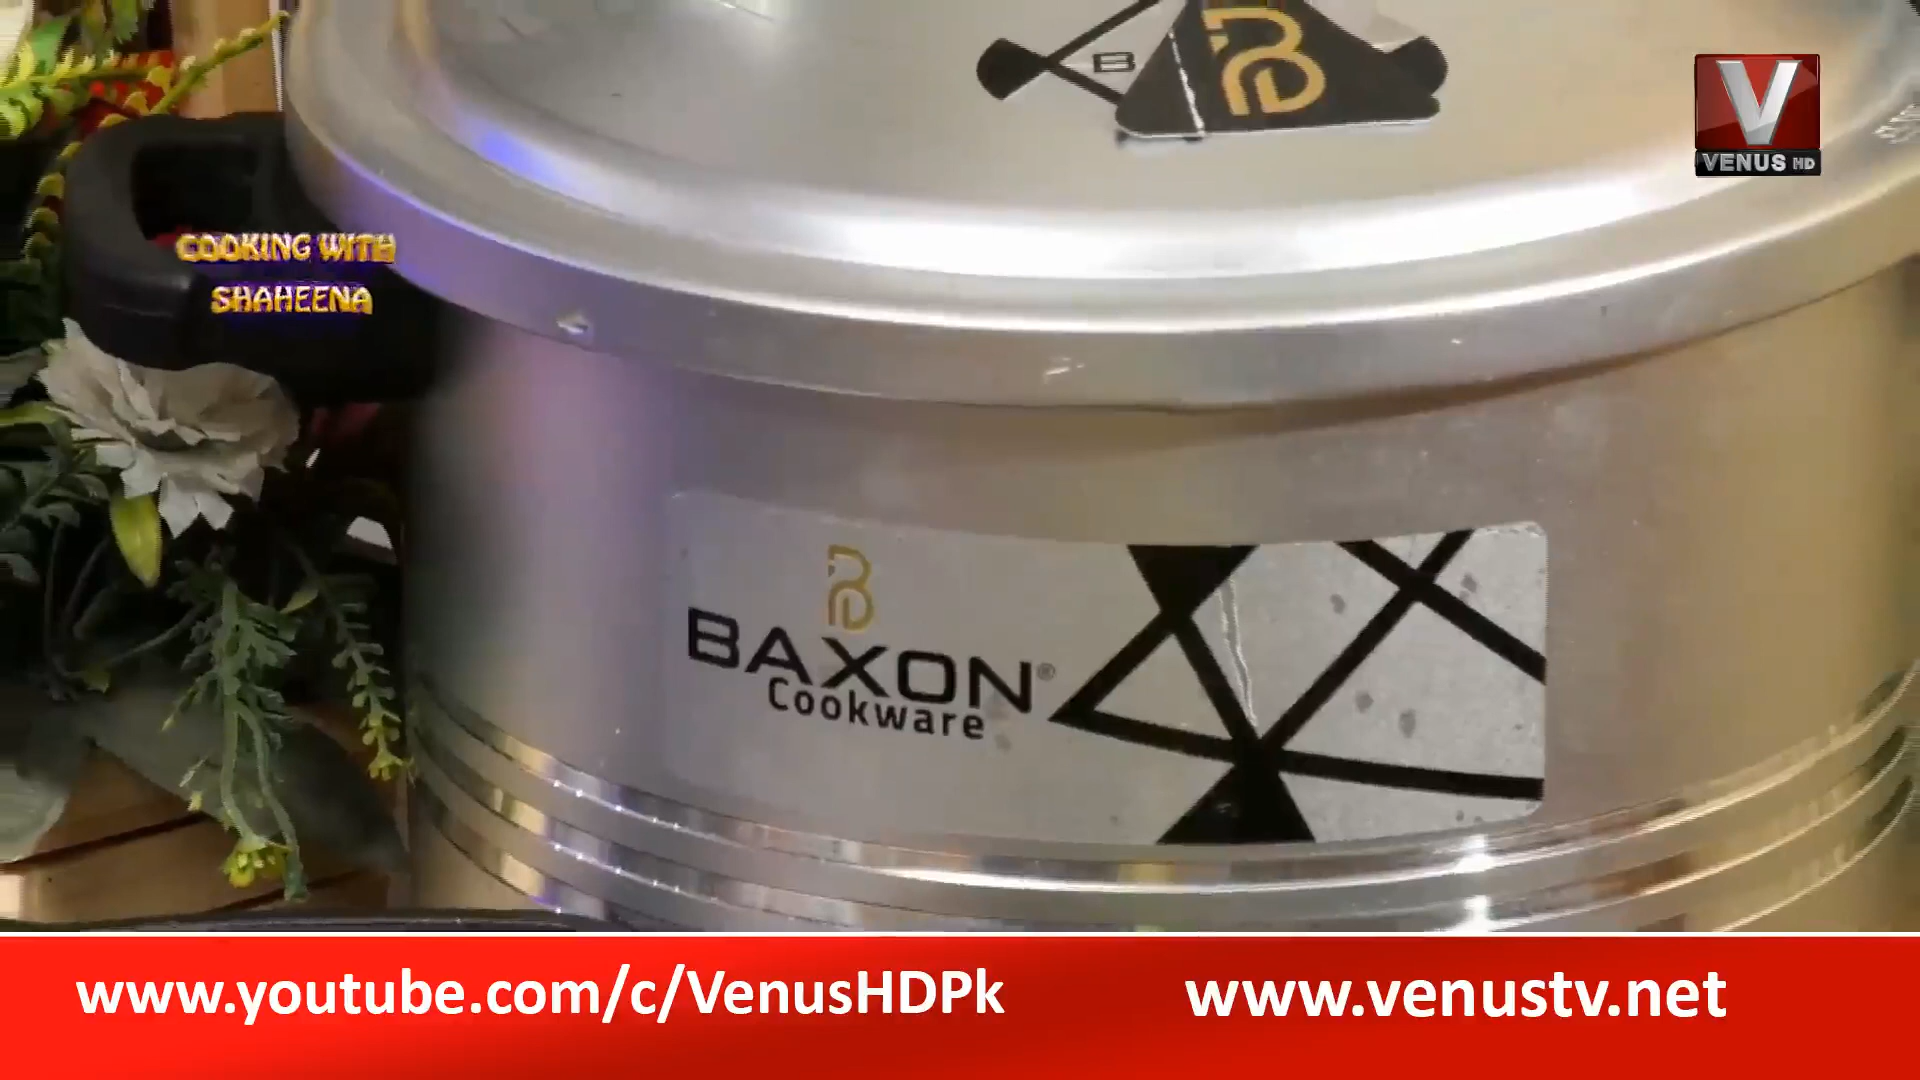 B
B
VENUS HD
COOKING WITH
SHAHEENA
B
BAXON®
Cookware
www.youtube.com/c/VenusHDPk
www.venustv.net